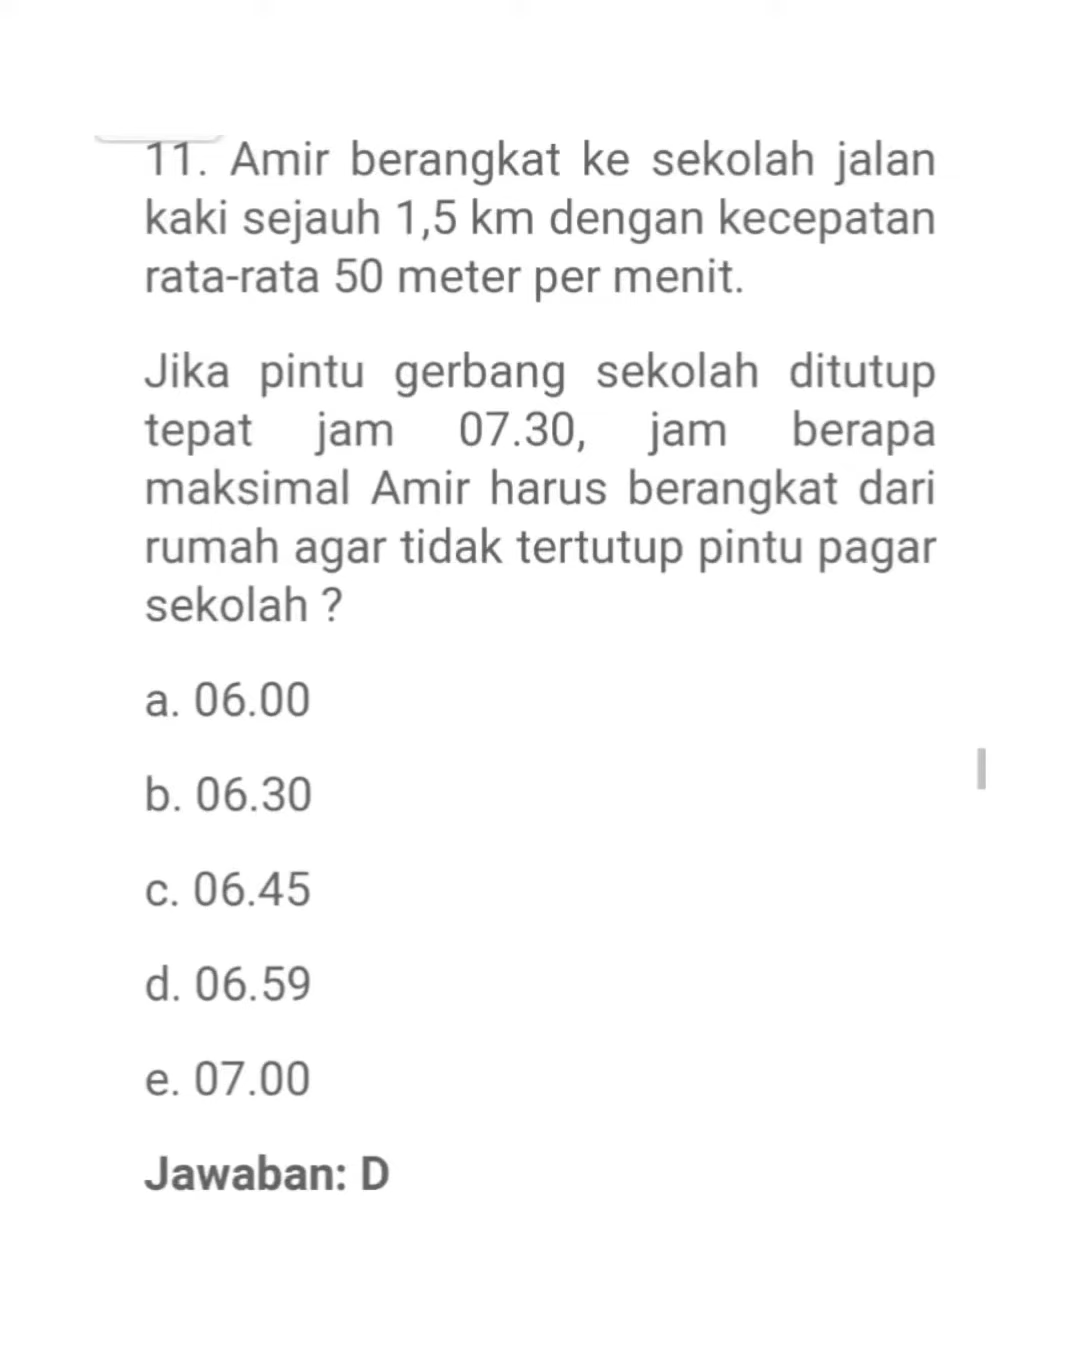 11. Amir berangkat ke sekolah jalan
kaki sejauh 1,5 km dengan kecepatan
rata-rata 50 meter per menit.
Jika pintu gerbang sekolah ditutup
tepat jam 07.30, jam berapa
maksimal Amir harus berangkat dari
rumah agar tidak tertutup pintu pagar
sekolah ?
a. 06.00
b. 06.30
c. 06.45
d. 06.59
e. 07.00
Jawaban: D